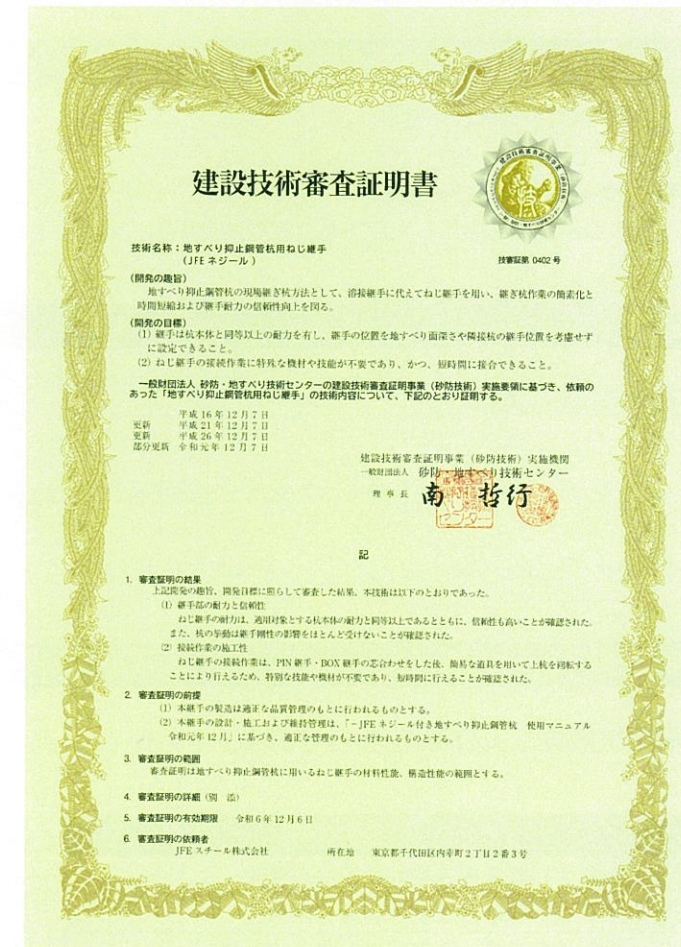 建設技術審査証明書
技術名称：地すべり抑止鋼管杭用ねじ継手
（JFE ネジール）
技審証第 0402 号
（開発の趣旨）
地すべり抑止鋼管杭の現場継ぎ杭方法として、溶接継手に代えてねじ継手を用い、継ぎ杭作業の簡素化と
時間短縮および継手耐力の信頼性向上を図る。
（開発の目標）
（1）継手は杭本体と同等以上の耐力を有し、継手の位置を地すべり面深さや隣接杭の継手位置を考慮せず
に設定できること。
（2）ねじ継手の接続作業に特殊な機材や技能が不要であり、かつ、短時間に接合できること。
一般財団法人 砂防・地すべり技術センターの建設技術審査証明事業（砂防技術）実施要領に基づき、依頼の
あった「地すべり抑止鋼管杭用ねじ継手」の技術内容について、下記のとおり証明する。
平成 16 年 12 月 7 日
更新 平成 21 年 12 月 7 日
更新 平成 26 年 12 月 7 日
部分更新 令和元年 12 月 7 日
建設技術審査証明事業（砂防技術）実施機関
一般財団法人 砂防・地すべり技術センター
理事長 南 哲行
記
1. 審査証明の結果
上記開発の趣旨、開発目標に照らして審査した結果、本技術は以下のとおりであった。
（1）継手部の耐力と信頼性
ねじ継手の耐力は、適用対象とする杭本体の耐力と同等以上であるとともに、信頼性も高いことが確認された。
また、杭の挙動は継手剛性の影響をほとんど受けないことが確認された。
（2）接続作業の施工性
ねじ継手の接続作業は、PIN 継手・BOX 継手の芯合わせをした後、簡易な道具を用いて上杭を回転する
ことにより行えるため、特別な技能や機材が不要であり、短時間に行えることが確認された。
2. 審査証明の前提
（1）本継手の製造は適正な品質管理のもとに行われるものとする。
（2）本継手の設計・施工および維持管理は、「－JFE ネジール付き地すべり抑止鋼管杭 使用マニュアル
令和元年 12 月」に基づき、適正な管理のもとに行われるものとする。
3. 審査証明の範囲
審査証明は地すべり抑止鋼管杭に用いるねじ継手の材料性能、構造性能の範囲とする。
4. 審査証明の詳細（別 添）
5. 審査証明の有効期限 令和 6 年 12 月 6 日
6. 審査証明の依頼者
JFE スチール株式会社 所在地 東京都千代田区内幸町 2 丁目 2 番 3 号